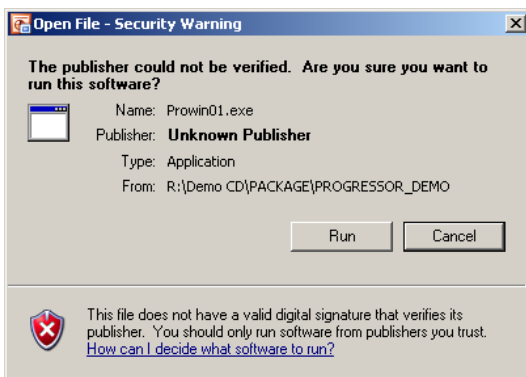 Open File - Security Warning
The publisher could not be verified.  Are you sure you want to
run this software?
Name: Prowin01.exe
Publisher: Unknown Publisher
Type: Application
From: R:\Demo CD\PACKAGE\PROGRESSOR_DEMO
Run Cancel
This file does not have a valid digital signature that verifies its
publisher.  You should only run software from publishers you trust.
How can I decide what software to run?